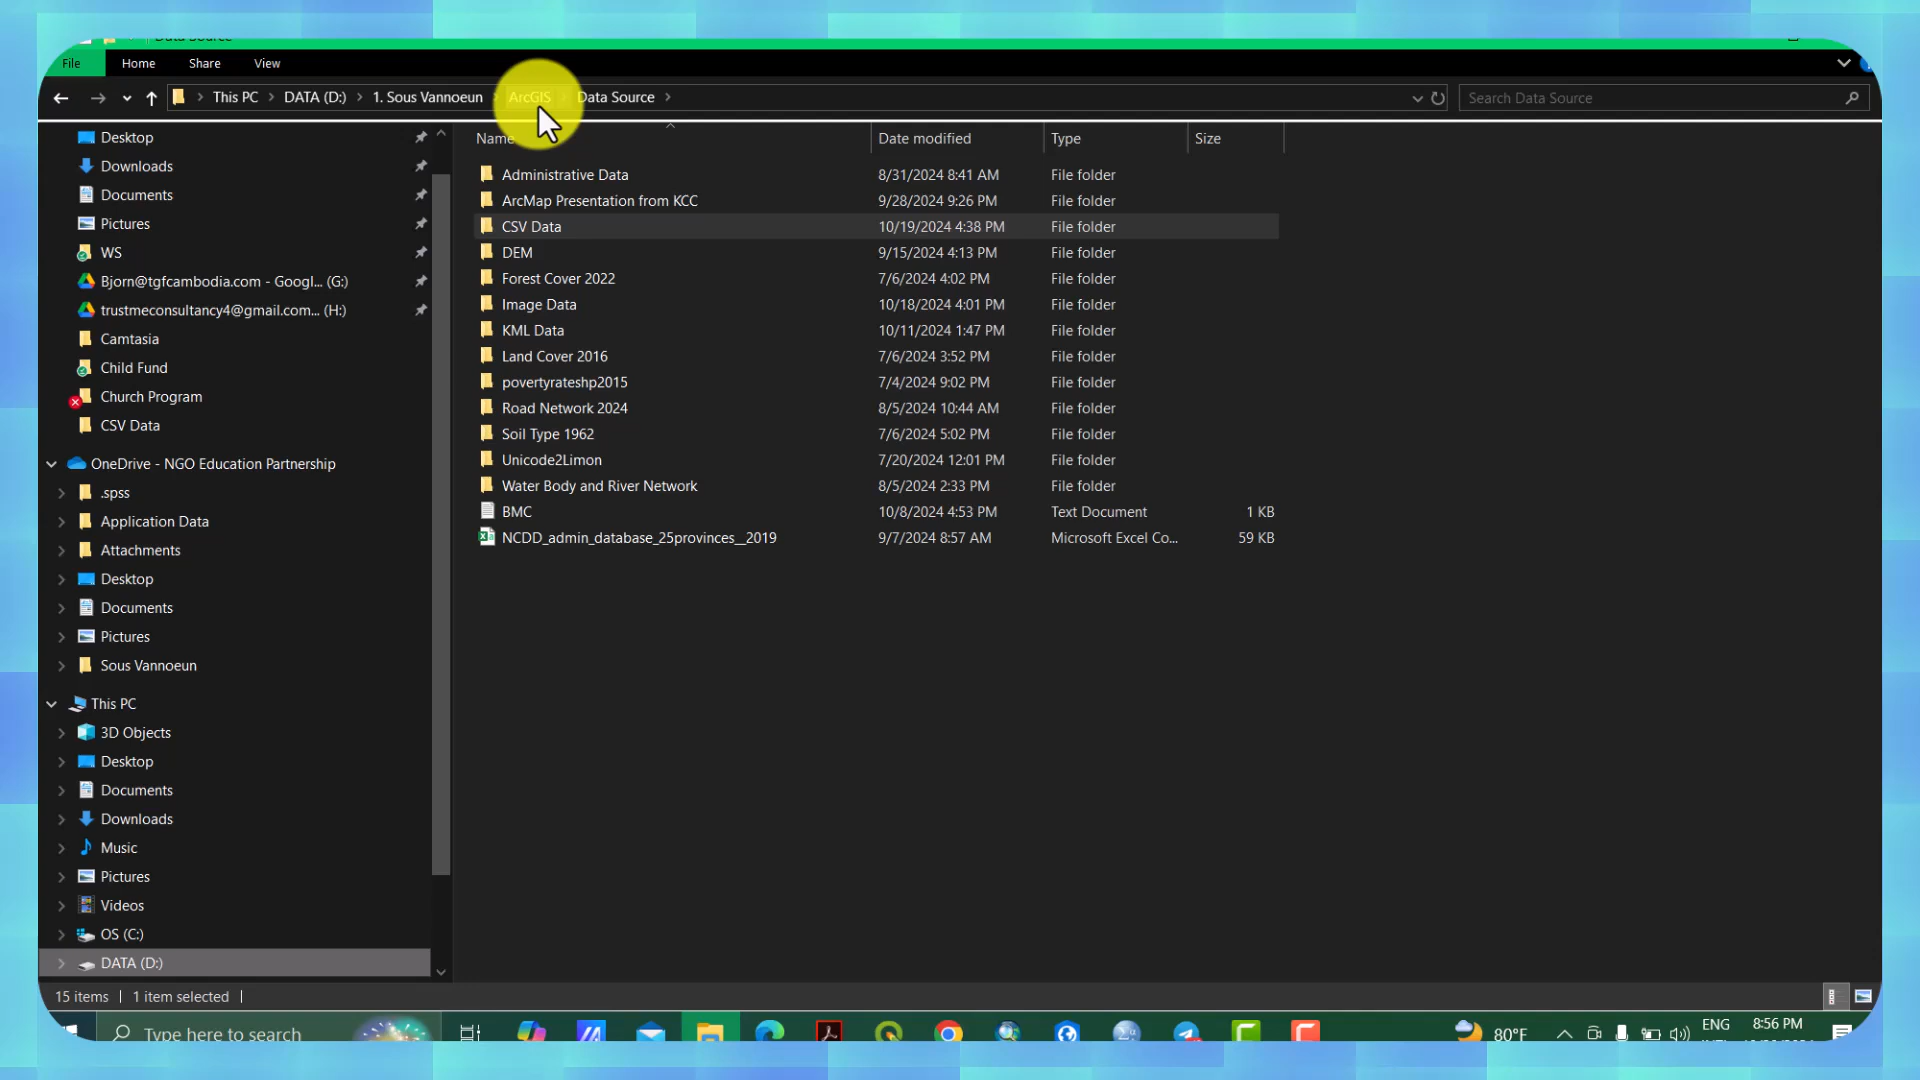 File Home Share View
This PC DATA (D:) 1. Sous Vannoeun ArcGIS Data Source Search Data Source
Name Date modified Type Size
Desktop
Downloads
Documents
Pictures
WS
Bjorn@tgfcambodia.com - Googl... (G:)
trustmeconsultancy4@gmail.com... (H:)
Camtasia
Child Fund
Church Program
CSV Data
OneDrive - NGO Education Partnership
.spss
Application Data
Attachments
Desktop
Documents
Pictures
Sous Vannoeun
This PC
3D Objects
Desktop
Documents
Downloads
Music
Pictures
Videos
OS (C:)
DATA (D:)
Administrative Data 8/31/2024 8:41 AM File folder
ArcMap Presentation from KCC 9/28/2024 9:26 PM File folder
CSV Data 10/19/2024 4:38 PM File folder
DEM 9/15/2024 4:13 PM File folder
Forest Cover 2022 7/6/2024 4:02 PM File folder
Image Data 10/18/2024 4:01 PM File folder
KML Data 10/11/2024 1:47 PM File folder
Land Cover 2016 7/6/2024 3:52 PM File folder
povertyrateshp2015 7/4/2024 9:02 PM File folder
Road Network 2024 8/5/2024 10:44 AM File folder
Soil Type 1962 7/6/2024 5:02 PM File folder
Unicode2Limon 7/20/2024 12:01 PM File folder
Water Body and River Network 8/5/2024 2:33 PM File folder
BMC 10/8/2024 4:53 PM Text Document 1 KB
NCDD_admin_database_25provinces__2019 9/7/2024 8:57 AM Microsoft Excel Co... 59 KB
15 items 1 item selected
Type here to search 80°F ENG 8:56 PM